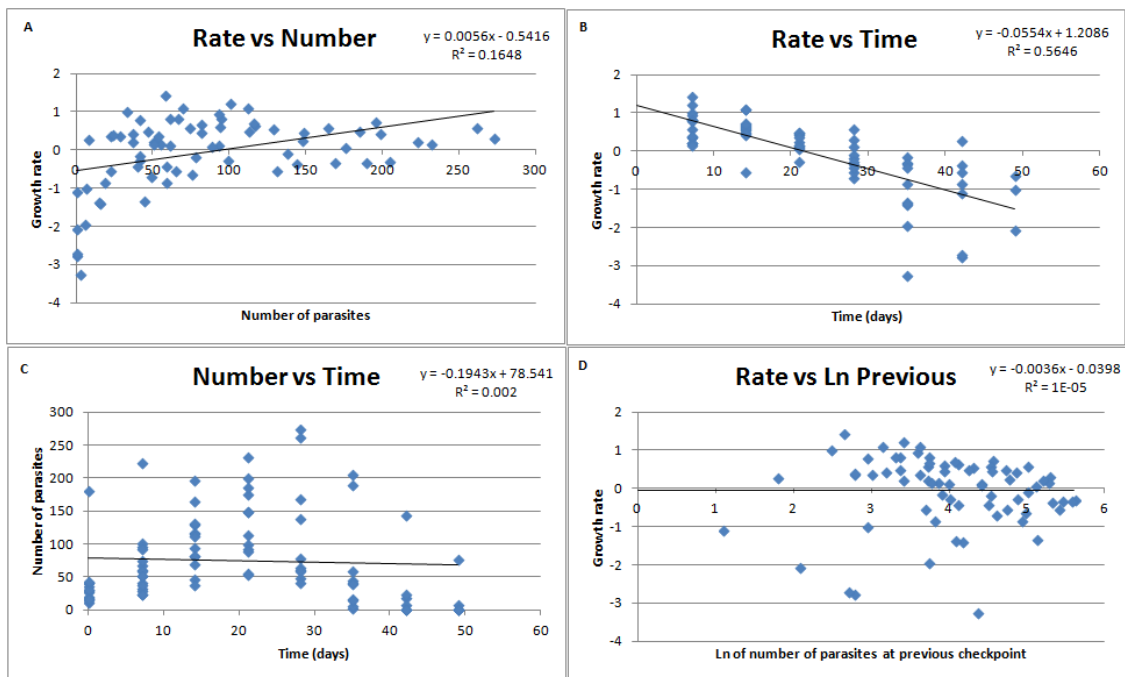 A
Rate vs Number
y = 0.0056x - 0.5416
R² = 0.1648
2
1
0
-1
-2
-3
-4
0 50 100 150 200 250 300
Growth rate
Number of parasites
B
Rate vs Time
y = -0.0554x + 1.2086
R² = 0.5646
2
1
0
-1
-2
-3
-4
0 10 20 30 40 50 60
Growth rate
Time (days)
C
Number vs Time
y = -0.1943x + 78.541
R² = 0.002
300
250
200
150
100
50
0
0 10 20 30 40 50 60
Number of parasites
Time (days)
D
Rate vs Ln Previous
y = -0.0036x - 0.0398
R² = 1E-05
2
1
0
-1
-2
-3
-4
0 1 2 3 4 5 6
Growth rate
Ln of number of parasites at previous checkpoint